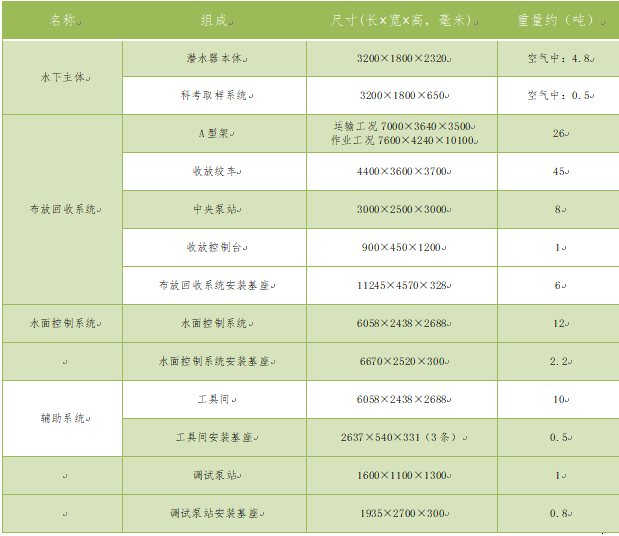 名称 组成 尺寸(长x宽x高，毫米) 重量约（吨）
水下主体 潜水器本体 3200×1800×2320 空气中：4.8
科考取样系统 3200×1800×650 空气中：0.5
布放回收系统 A型架 运输工况 7000×3640×3500
作业工况 7600×4240×10100 26
收放绞车 4400×3600×3700 45
中央泵站 3000×2500×3000 8
收放控制台 900×450×1200 1
布放回收系统安装基座 11245×4570×328 6
水面控制系统 水面控制系统 6058×2438×2688 12
水面控制系统安装基座 6670×2520×300 2.2
辅助系统 工具间 6058×2438×2688 10
工具间安装基座 2637×540×331（3条） 0.5
调试泵站 1600×1100×1300 1
调试泵站安装基座 1935×2700×300 0.8